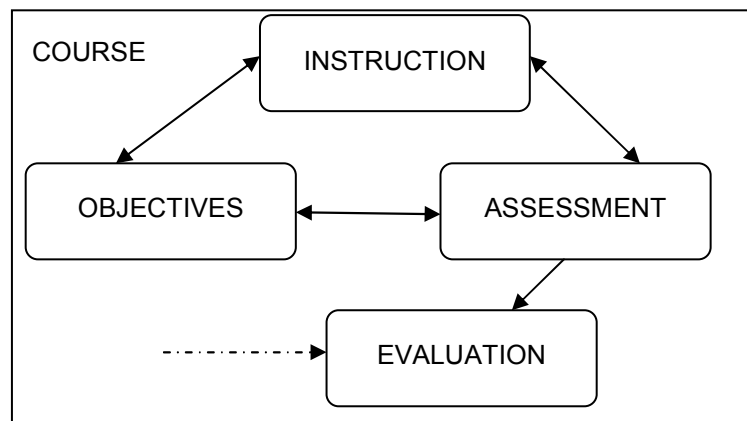 COURSE
INSTRUCTION
OBJECTIVES
ASSESSMENT
EVALUATION